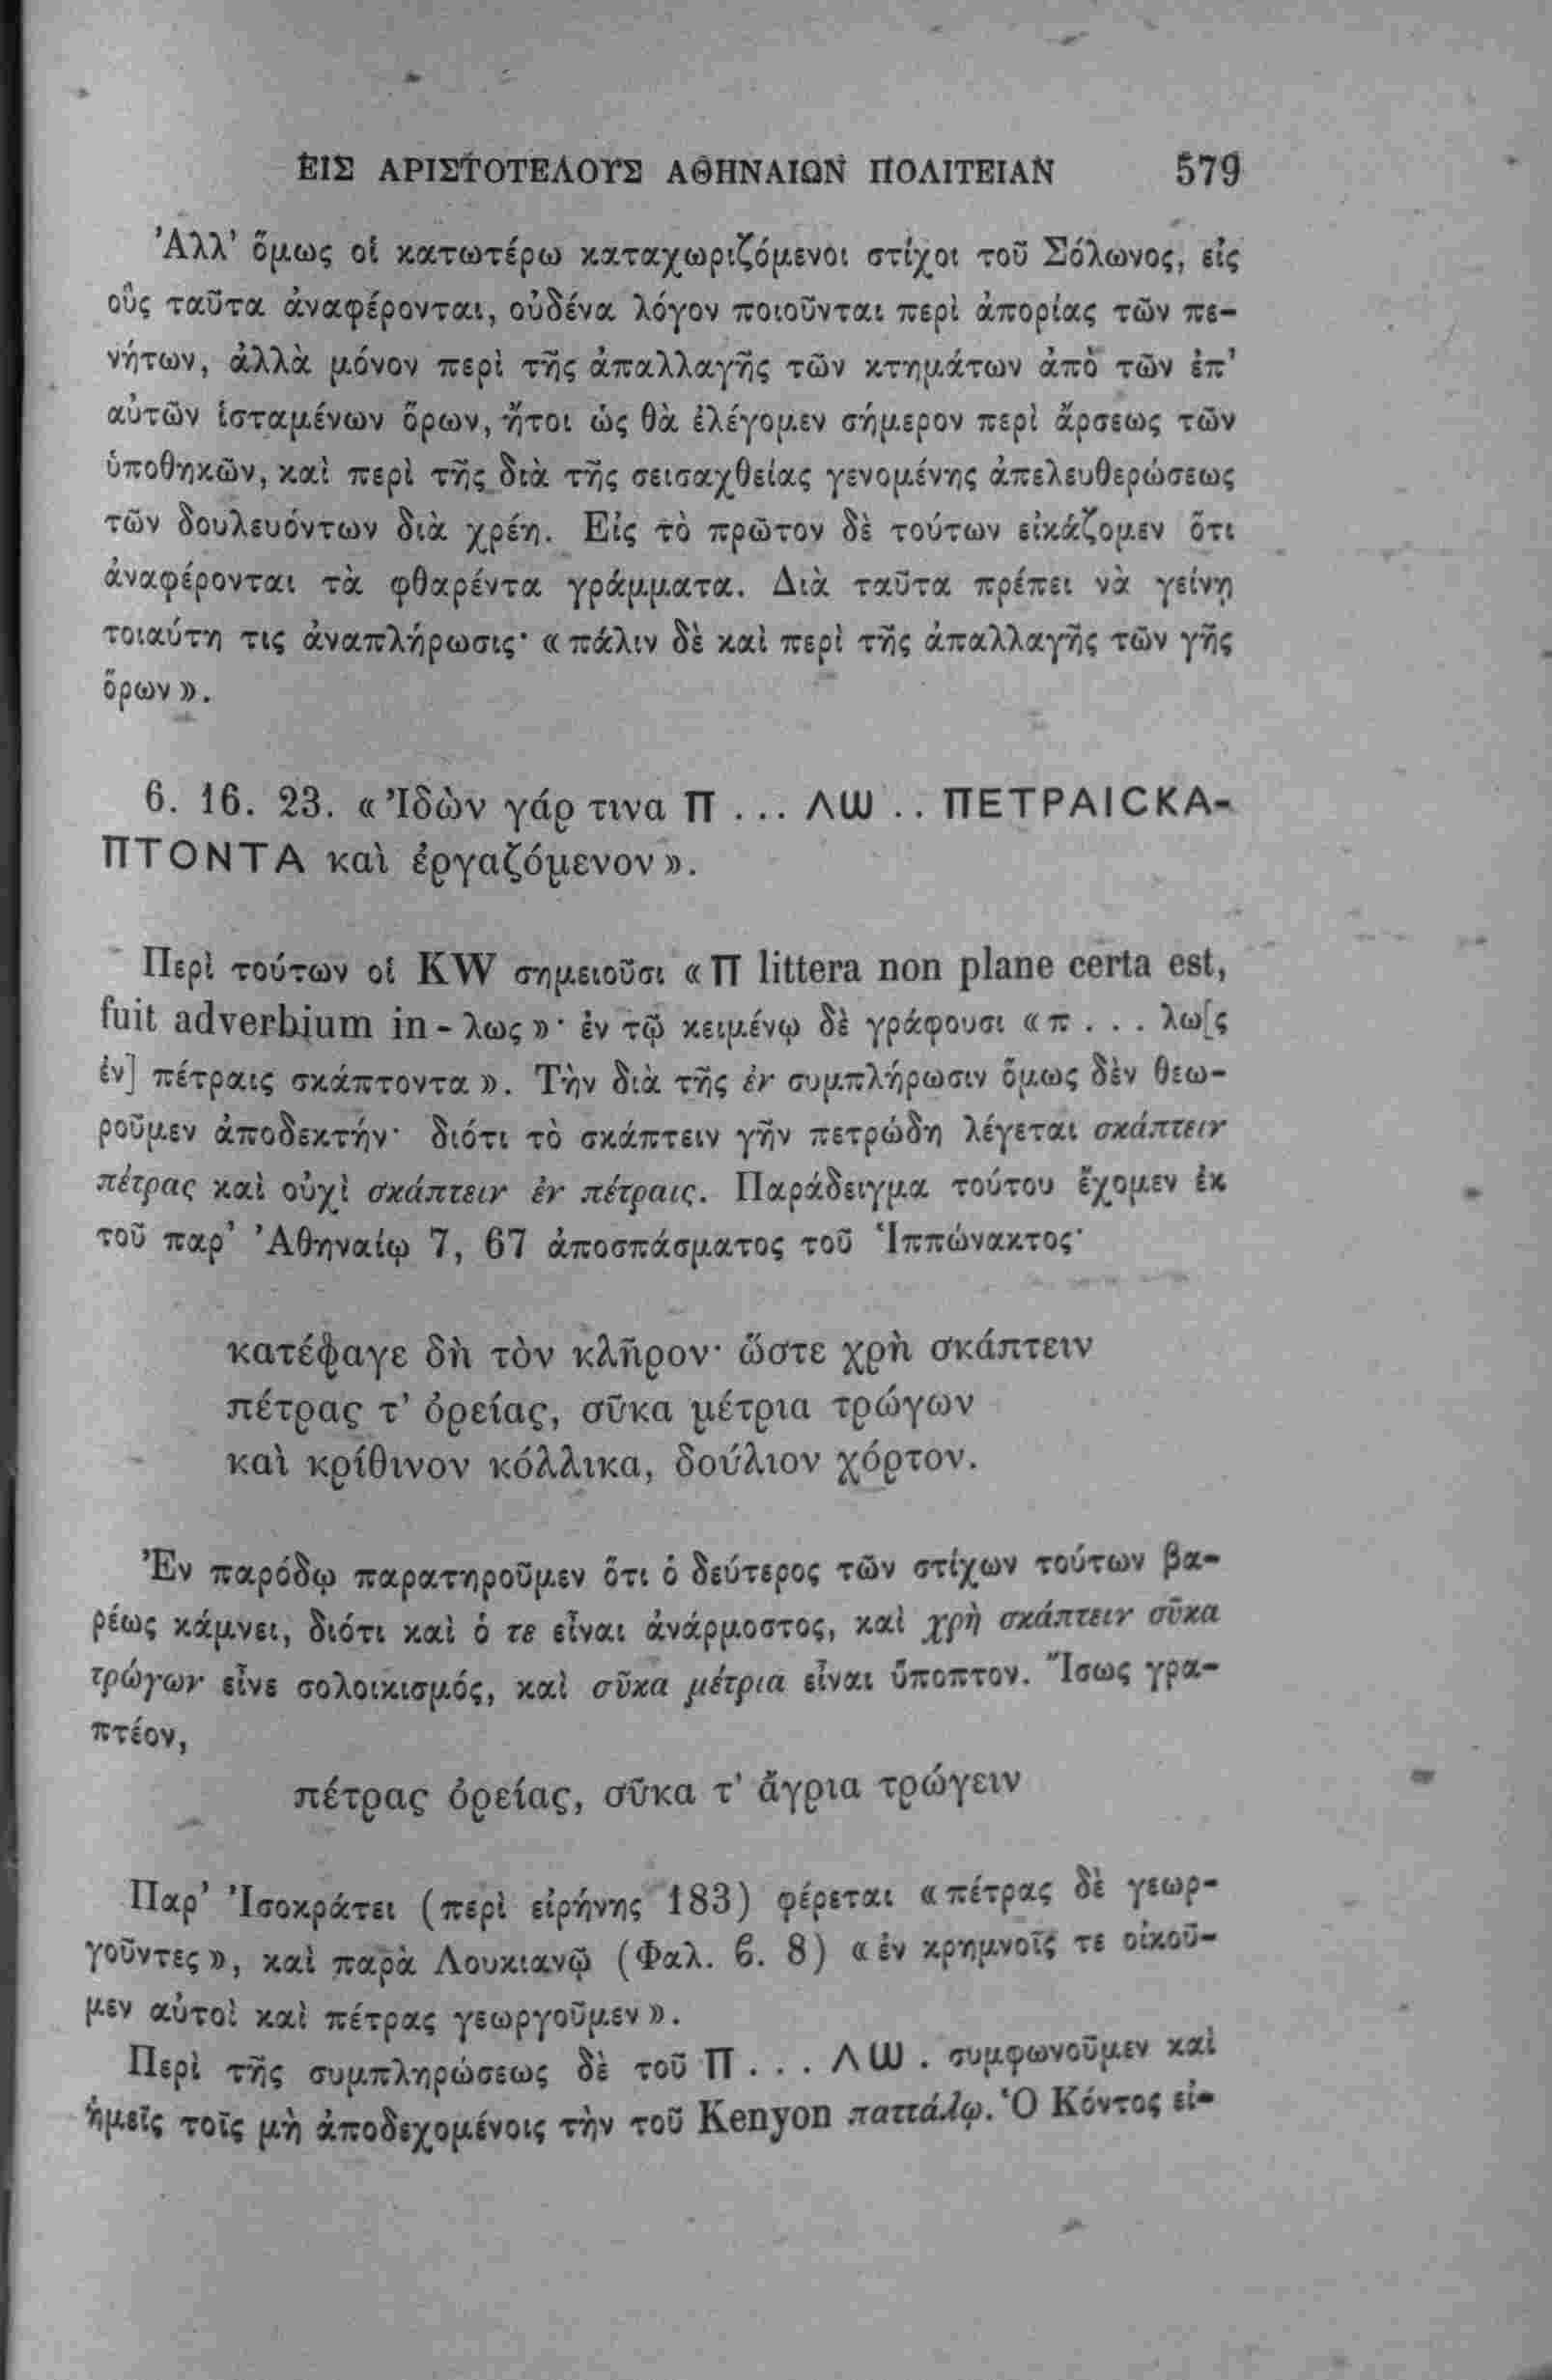 ΕΙΣ ΑΡΙΣΤΟΤΕΛΟΥΣ ΑΘΗΝΑΙΩΝ ΠΟΛΙΤΕΙΑΝ 579
Ἀλλ’ ὅμως οἱ κατωτέρω καταχωριζόμενοι στίχοι τοῦ Σόλωνος, εἰς
οὓς ταῦτα ἀναφέρονται, οὐδένα λόγον ποιοῦνται περὶ ἀπορίας τῶν πε-
νήτων, ἀλλὰ μόνον περὶ τῆς ἀπαλλαγῆς τῶν κτημάτων ἀπὸ τῶν ἐπ’
αὐτῶν ἱσταμένων ὅρων, ἤτοι ὡς θὰ ἐλέγομεν σήμερον περὶ ἄρσεως τῶν
ὑποθηκῶν, καὶ περὶ τῆς διὰ τῆς σεισαχθείας γενομένης ἀπελευθερώσεως
τῶν δουλευόντων διὰ χρέη. Εἰς τὸ πρῶτον δὲ τούτων εἰκάζομεν ὅτι
ἀναφέρονται τὰ φθαρέντα γράμματα. Διὰ ταῦτα πρέπει νὰ γείνῃ
τοιαύτη τις ἀναπλήρωσις· «πάλιν δὲ καὶ περὶ τῆς ἀπαλλαγῆς τῶν γῆς
ὅρων».
6. 16. 23. «Ἰδὼν γάρ τινα Π ... ΛѠ .. ΠΕΤΡΑΙϹΚΑ-
ΠΤΟΝΤΑ καὶ ἐργαζόμενον».
Περὶ τούτων οἱ KW σημειοῦσι «Π littera non plane certa est,
fuit adverbium in - λως»· ἐν τῷ κειμένῳ δὲ γράφουσι «π . . . λω[ς
ἐν] πέτραις σκάπτοντα». Τὴν διὰ τῆς ἐν συμπλήρωσιν ὅμως δὲν θεω-
ροῦμεν ἀποδεκτήν· διότι τὸ σκάπτειν γῆν πετρώδη λέγεται σκάπτειν
πέτρας καὶ οὐχὶ σκάπτειν ἐν πέτραις. Παράδειγμα τούτου ἔχομεν ἐκ
τοῦ παρ’ Ἀθηναίῳ 7, 67 ἀποσπάσματος τοῦ Ἱππώνακτος·
κατέφαγε δὴ τὸν κλῆρον· ὥστε χρὴ σκάπτειν
πέτρας τ’ ὀρείας, σῦκα μέτρια τρώγων
καὶ κρίθινον κόλλικα, δούλιον χόρτον.
Ἐν παρόδῳ παρατηροῦμεν ὅτι ὁ δεύτερος τῶν στίχων τούτων βα-
ρέως κάμνει, διότι καὶ ὁ τε εἶναι ἀνάρμοστος, καὶ χρὴ σκάπτειν σῦκα
τρώγων εἶνε σολοικισμός, καὶ σῦκα μέτρια εἶναι ὕποπτον. Ἴσως γρα-
πτέον,
πέτρας ὀρείας, σῦκα τ’ ἄγρια τρώγειν
Παρ’ Ἰσοκράτει (περὶ εἰρήνης 183) φέρεται «πέτρας δὲ γεωρ-
γοῦντες», καὶ παρὰ Λουκιανῷ (Φαλ. ϐ. 8) «ἐν κρημνοῖς τε οἰκοῦ-
μεν αὐτοὶ καὶ πέτρας γεωργοῦμεν».
Περὶ τῆς συμπληρώσεως δὲ τοῦ Π . . . ΛѠ . συμφωνοῦμεν καὶ
ἡμεῖς τοῖς μὴ ἀποδεχομένοις τὴν τοῦ Kenyon παττάλῳ. Ὁ Κόντος εἰ-